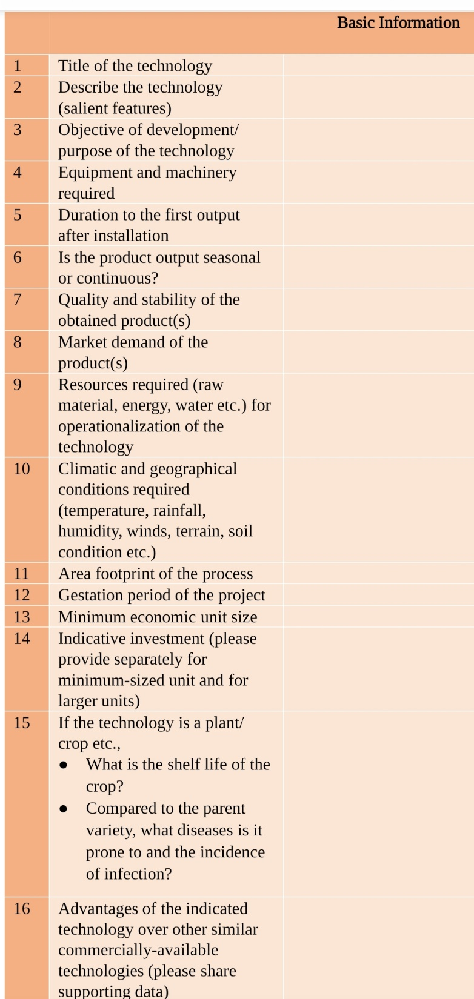 Basic Information
1 Title of the technology
2 Describe the technology
(salient features)
3 Objective of development/
purpose of the technology
4 Equipment and machinery
required
5 Duration to the first output
after installation
6 Is the product output seasonal
or continuous?
7 Quality and stability of the
obtained product(s)
8 Market demand of the
product(s)
9 Resources required (raw
material, energy, water etc.) for
operationalization of the
technology
10 Climatic and geographical
conditions required
(temperature, rainfall,
humidity, winds, terrain, soil
condition etc.)
11 Area footprint of the process
12 Gestation period of the project
13 Minimum economic unit size
14 Indicative investment (please
provide separately for
minimum-sized unit and for
larger units)
15 If the technology is a plant/
crop etc.,
● What is the shelf life of the
crop?
● Compared to the parent
variety, what diseases is it
prone to and the incidence
of infection?
16 Advantages of the indicated
technology over other similar
commercially-available
technologies (please share
supporting data)